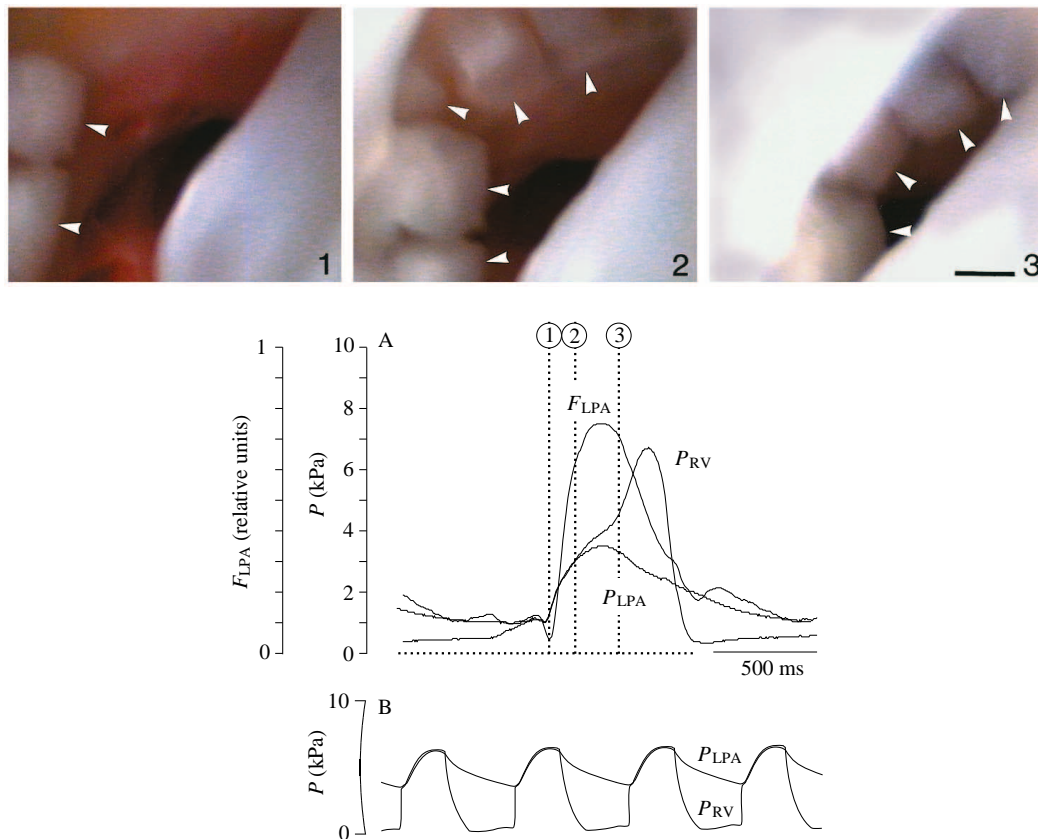 1
2
3
1 10 A
① ② ③
F_LPA
P_RV
F_LPA (relative units)
P (kPa)
8
6
4
2
P_LPA
0 0
500 ms
10 B
P (kPa)
P_LPA
P_RV
0